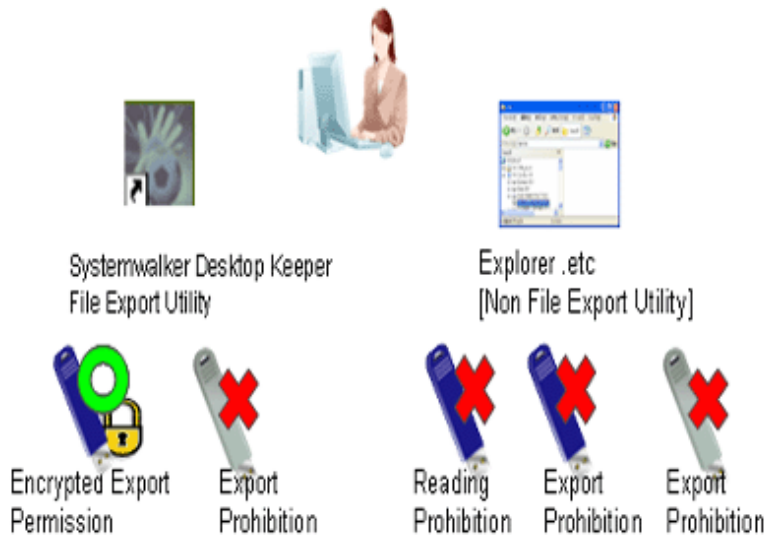 Systemwalker Desktop Keeper
File Export Utility
Explorer .etc
[Non File Export Utility]
Encrypted Export
Permission
Export
Prohibition
Reading
Prohibition
Export
Prohibition
Export
Prohibition